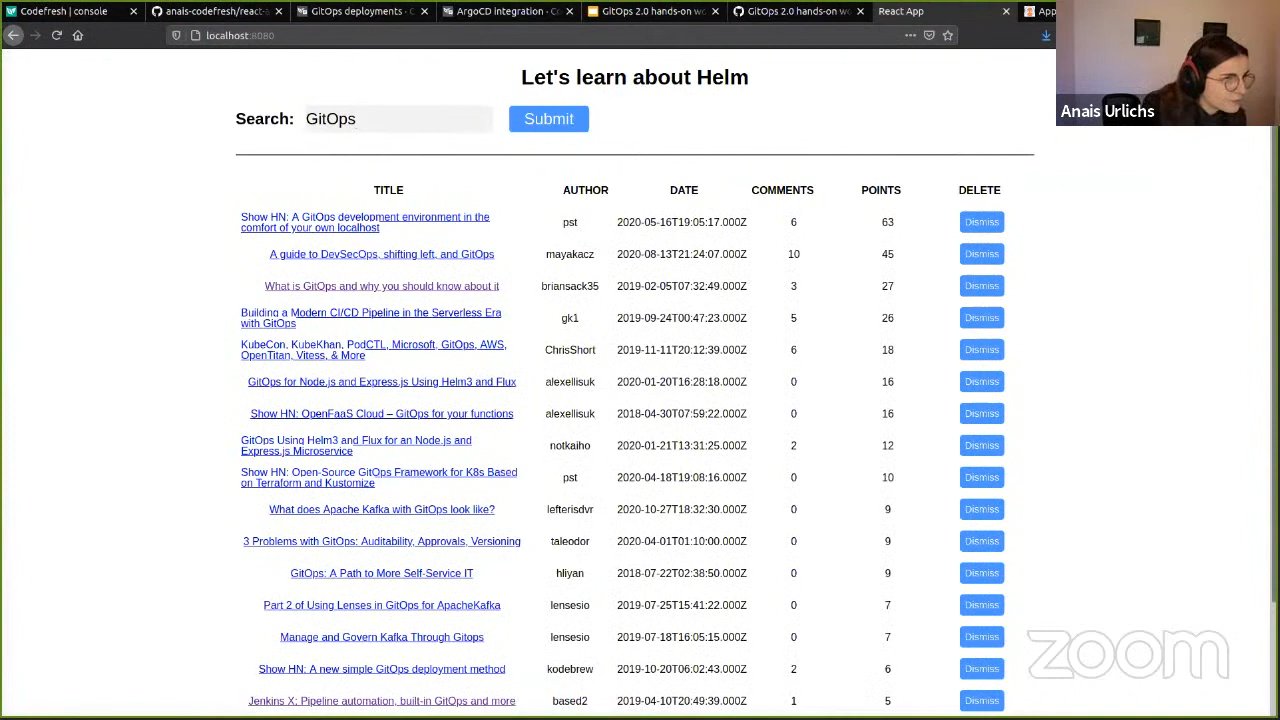 Codefresh | console
anais-codefresh/react-a
GitOps deployments - C
ArgoCD integration - Co
GitOps 2.0 hands-on wo
GitOps 2.0 hands-on wo
React App
App
localhost:8080
Anais Urlichs
Let's learn about Helm
Search: GitOps Submit
TITLE AUTHOR DATE COMMENTS POINTS DELETE
Show HN: A GitOps development environment in the
comfort of your own localhost
pst 2020-05-16T19:05:17.000Z 6 63 Dismiss
A guide to DevSecOps, shifting left, and GitOps mayakacz 2020-08-13T21:24:07.000Z 10 45 Dismiss
What is GitOps and why you should know about it briansack35 2019-02-05T07:32:49.000Z 3 27 Dismiss
Building a Modern CI/CD Pipeline in the Serverless Era
with GitOps
gk1 2019-09-24T00:47:23.000Z 5 26 Dismiss
KubeCon, KubeKhan, PodCTL, Microsoft, GitOps, AWS,
OpenTitan, Vitess, & More
ChrisShort 2019-11-11T20:12:39.000Z 6 18 Dismiss
GitOps for Node.js and Express.js Using Helm3 and Flux alexellisuk 2020-01-20T16:28:18.000Z 0 16 Dismiss
Show HN: OpenFaaS Cloud – GitOps for your functions alexellisuk 2018-04-30T07:59:22.000Z 0 16 Dismiss
GitOps Using Helm3 and Flux for an Node.js and
Express.js Microservice
notkaiho 2020-01-21T13:31:25.000Z 2 12 Dismiss
Show HN: Open-Source GitOps Framework for K8s Based
on Terraform and Kustomize
pst 2020-04-18T19:08:16.000Z 0 10 Dismiss
What does Apache Kafka with GitOps look like? lefterisdvr 2020-10-27T18:32:30.000Z 0 9 Dismiss
3 Problems with GitOps: Auditability, Approvals, Versioning taleodor 2020-04-01T01:10:00.000Z 0 9 Dismiss
GitOps: A Path to More Self-Service IT hliyan 2018-07-22T02:38:50.000Z 0 9 Dismiss
Part 2 of Using Lenses in GitOps for ApacheKafka lensesio 2019-07-25T15:41:22.000Z 0 7 Dismiss
Manage and Govern Kafka Through Gitops lensesio 2019-07-18T16:05:15.000Z 0 7 Dismiss
Show HN: A new simple GitOps deployment method kodebrew 2019-10-20T06:02:43.000Z 2 6 Dismiss
Jenkins X: Pipeline automation, built-in GitOps and more based2 2019-04-10T20:49:39.000Z 1 5 Dismiss
zoom